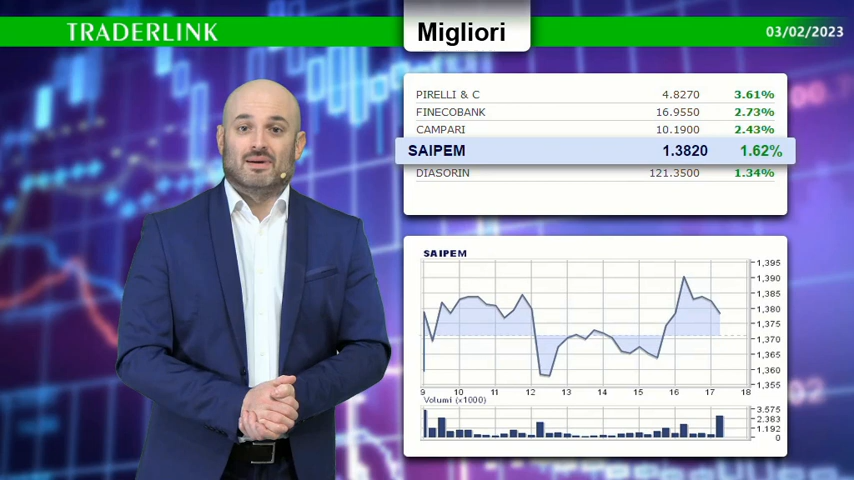 TRADERLINK
Migliori
03/02/2023
PIRELLI & C 4.8270 3.61%
FINECOBANK 16.9550 2.73%
CAMPARI 10.1900 2.43%
SAIPEM 1.3820 1.62%
DIASORIN 121.3500 1.34%
SAIPEM
1,395
1,390
1,385
1,380
1,375
1,370
1,365
1,360
1,355
9 10 11 12 13 14 15 16 17 18
Volumi (x1000)
3.575
2.383
1.192
0